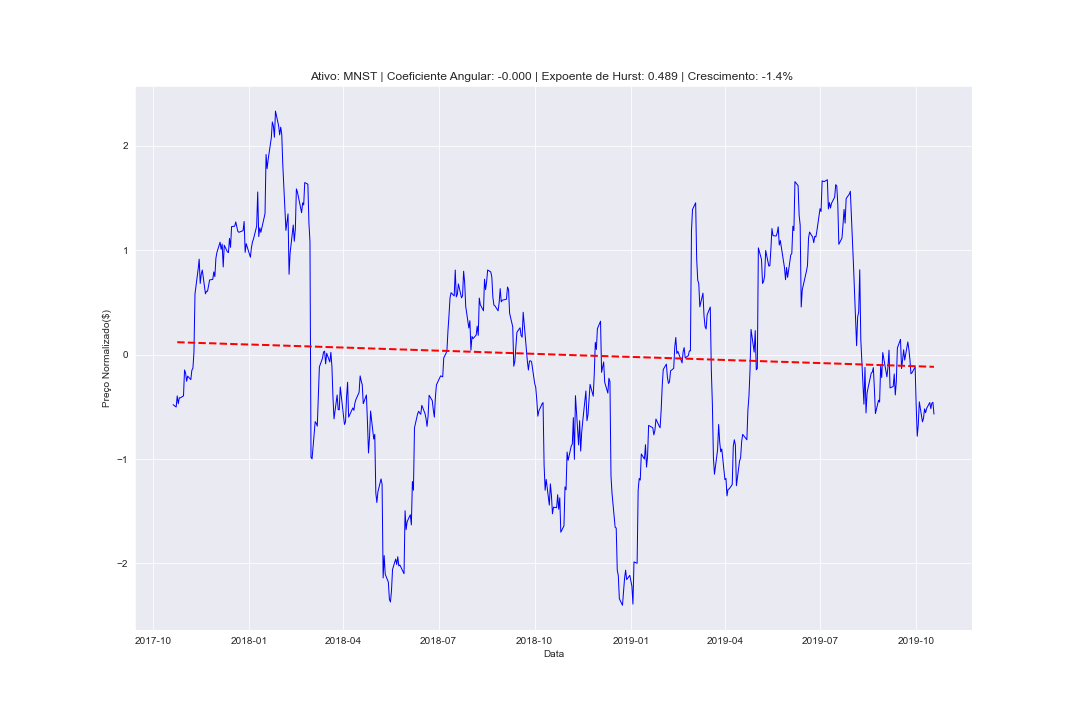 Ativo: MNST | Coeficiente Angular: -0.000 | Expoente de Hurst: 0.489 | Crescimento: -1.4%
Preço Normalizado($)
2
1
0
−1
−2
2017-10 2018-01 2018-04 2018-07 2018-10 2019-01 2019-04 2019-07 2019-10
Data